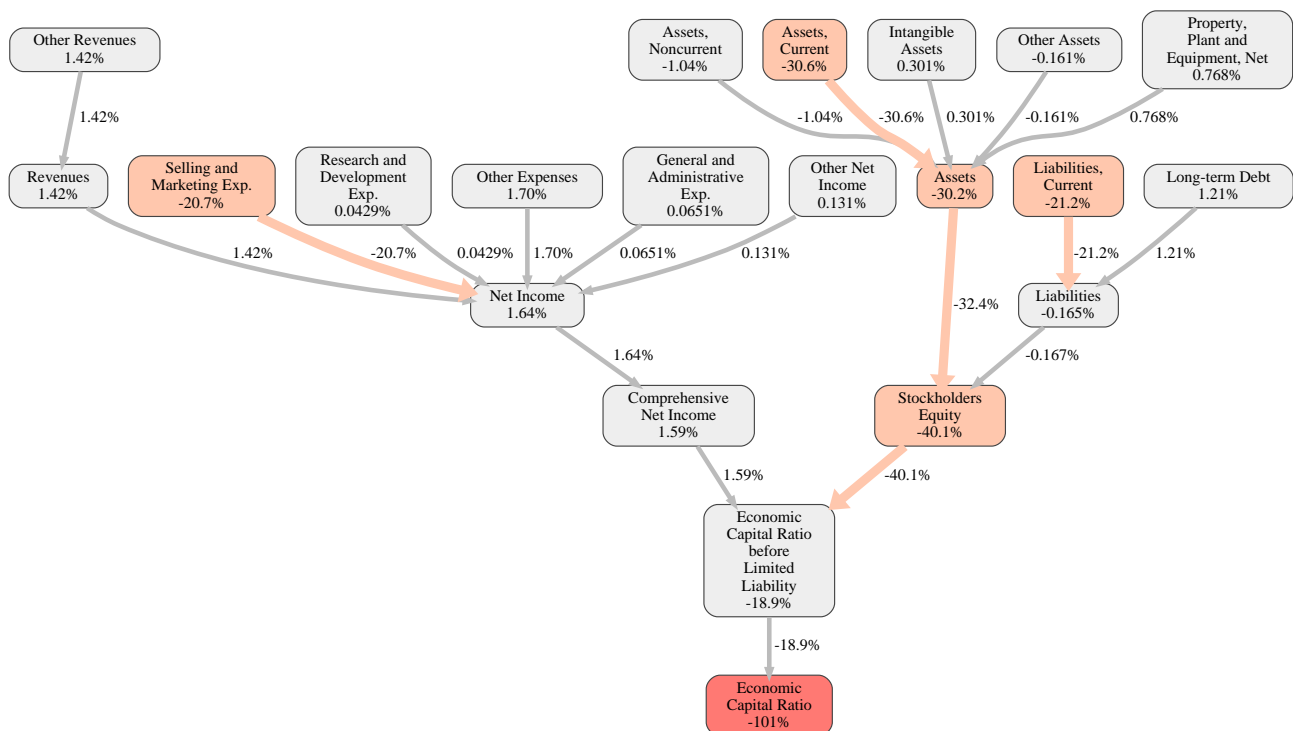 Other Revenues
1.42%
Assets,
Noncurrent
-1.04%
Assets,
Current
-30.6%
Intangible
Assets
0.301%
Other Assets
-0.161%
Property,
Plant and
Equipment, Net
0.768%
1.42%
-1.04%
-30.6%
0.301%
-0.161%
0.768%
Revenues
1.42%
Selling and
Marketing Exp.
-20.7%
Research and
Development
Exp.
0.0429%
Other Expenses
1.70%
General and
Administrative
Exp.
0.0651%
Other Net
Income
0.131%
Assets
-30.2%
Liabilities,
Current
-21.2%
Long-term Debt
1.21%
1.42%
-20.7%
0.0429%
1.70%
0.0651%
0.131%
-32.4%
-21.2%
1.21%
Net Income
1.64%
Liabilities
-0.165%
1.64%
-0.167%
Comprehensive
Net Income
1.59%
Stockholders
Equity
-40.1%
1.59%
-40.1%
Economic
Capital Ratio
before
Limited
Liability
-18.9%
-18.9%
Economic
Capital Ratio
-101%